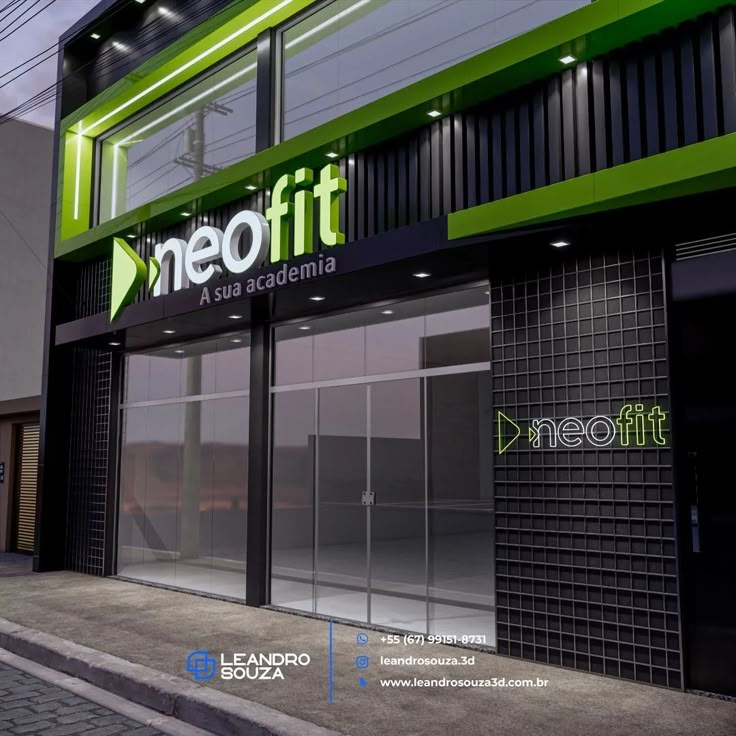 neofit
A sua academia
neofit
LEANDRO
SOUZA
+55 (67) 99151-8731
leandrosouza.3d
www.leandrosouza3d.com.br